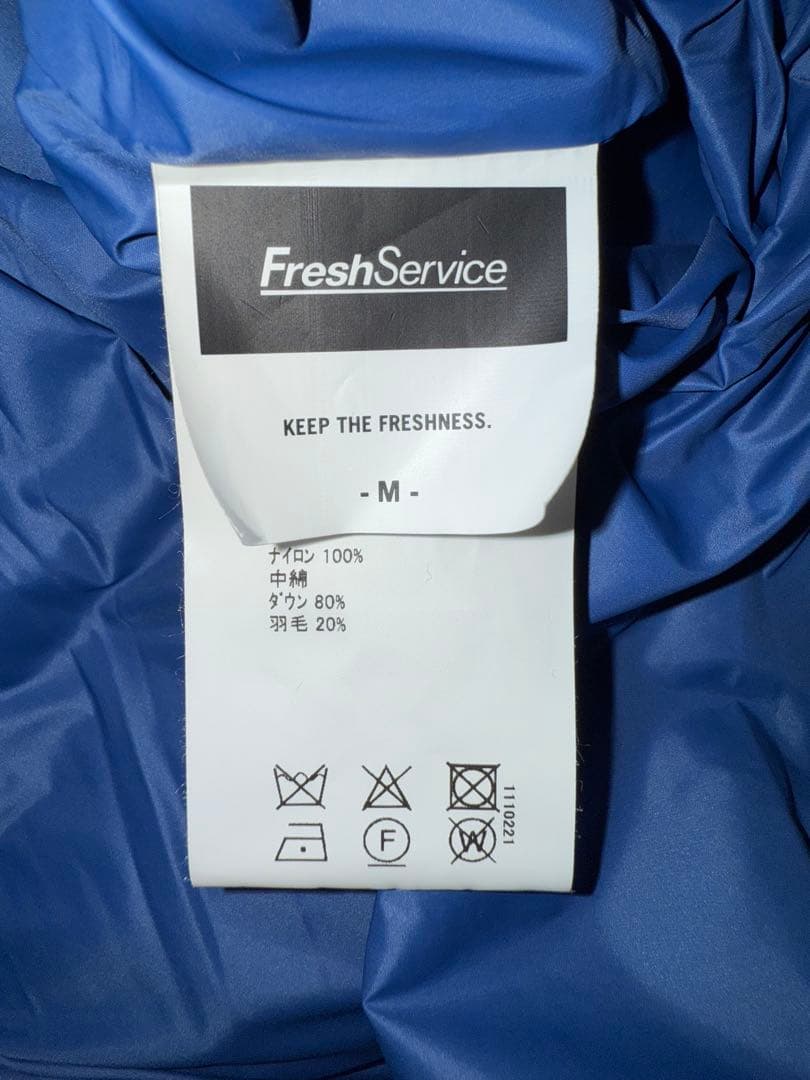 FreshService
KEEP THE FRESHNESS.
- M -
ナイロン 100%
中綿
ダウン 80%
羽毛 20%
1110221
F
W